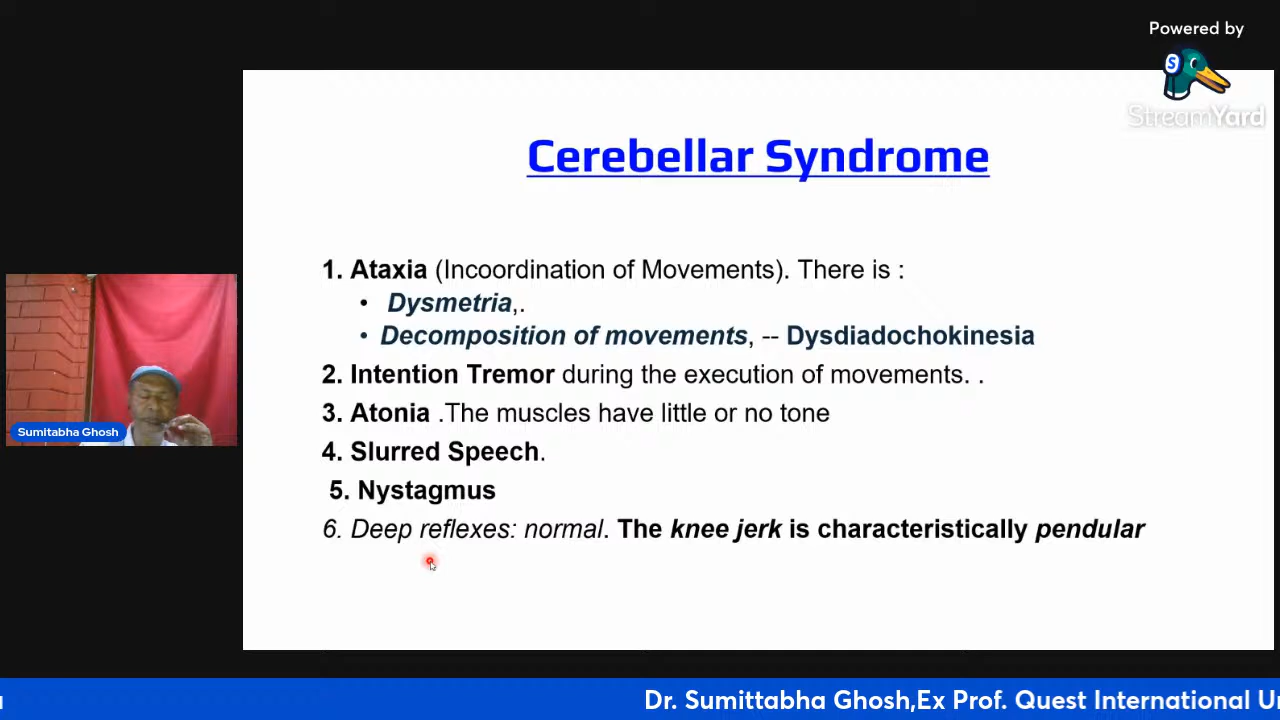 Powered by
S
StreamYard
Cerebellar Syndrome
1. Ataxia (Incoordination of Movements). There is :
• Dysmetria,.
• Decomposition of movements, -- Dysdiadochokinesia
2. Intention Tremor during the execution of movements. .
3. Atonia .The muscles have little or no tone
4. Slurred Speech.
5. Nystagmus
6. Deep reflexes: normal. The knee jerk is characteristically pendular
Sumitabha Ghosh
Dr. Sumittabha Ghosh,Ex Prof. Quest International